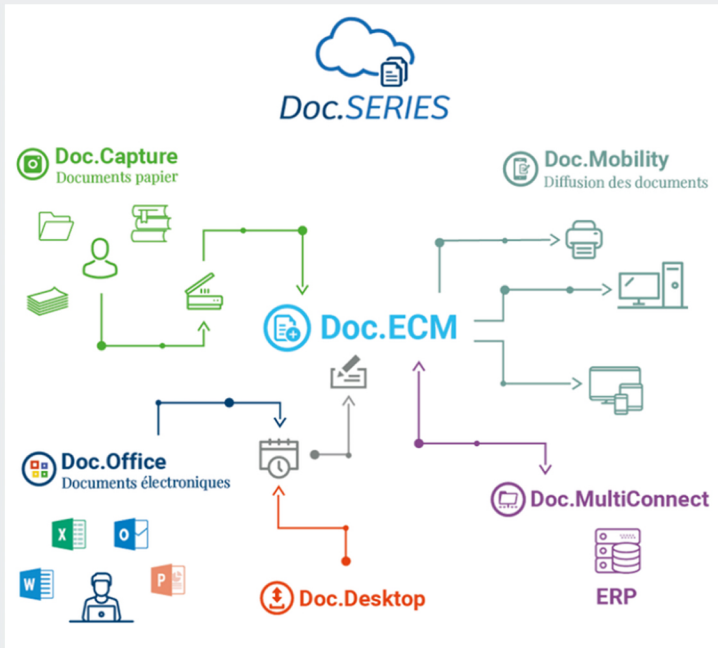 Doc.SERIES
Doc.Capture
Documents papier
Doc.Mobility
Diffusion des documents
Doc.ECM
Doc.Office
Documents électroniques
X
O
W
P
Doc.MultiConnect
ERP
Doc.Desktop